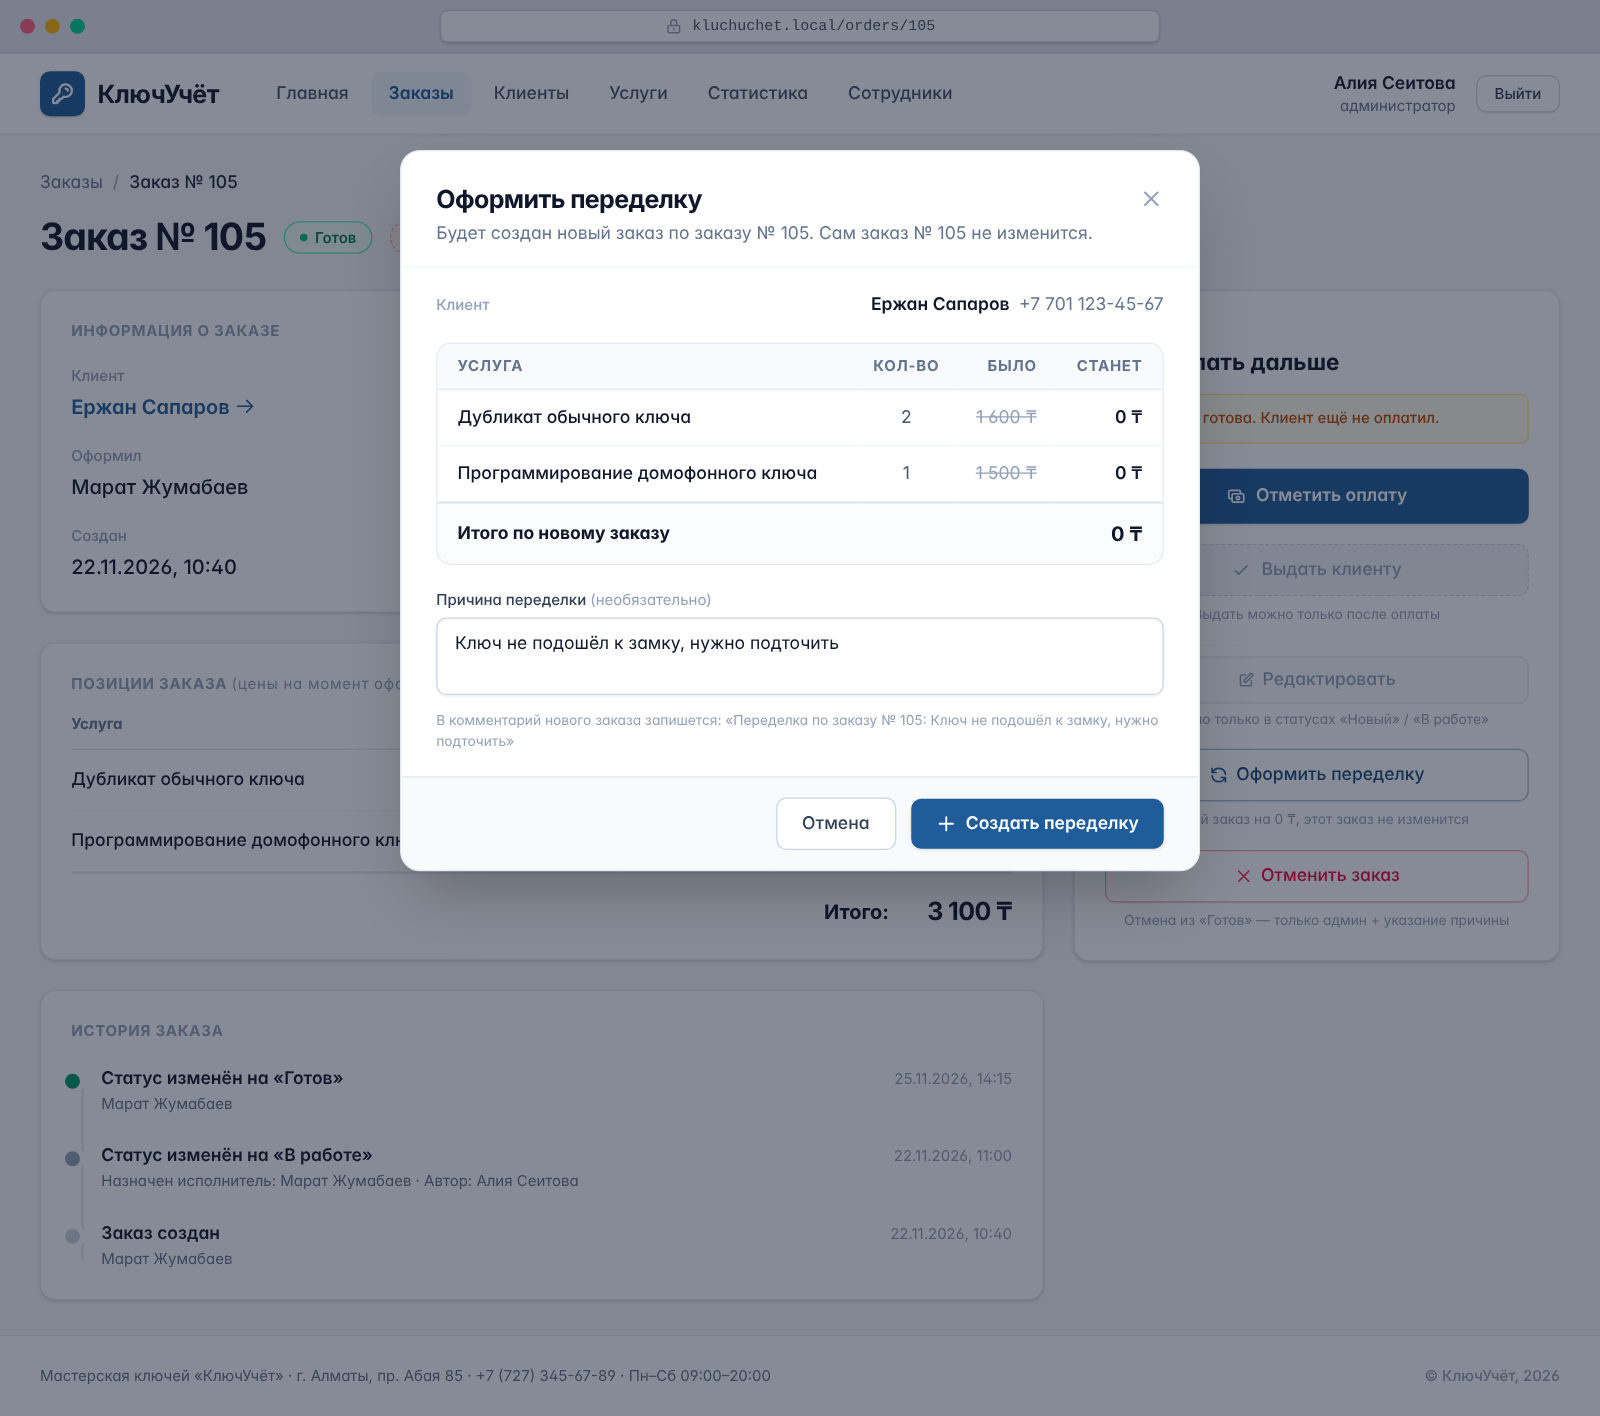 kluchuchet.local/orders/105
КлючУчёт
Главная
Заказы
Клиенты
Услуги
Статистика
Сотрудники
Алия Сеитова
администратор
Выйти
Заказы / Заказ № 105
Заказ № 105
Готов
ИНФОРМАЦИЯ О ЗАКАЗЕ
Клиент
Ержан Сапаров →
Оформил
Марат Жумабаев
Создан
22.11.2026, 10:40
ПОЗИЦИИ ЗАКАЗА (цены на момент
Услуга
Дубликат обычного ключа
Программирование домофонного
Итого: 3 100 ₸
ИСТОРИЯ ЗАКАЗА
Статус изменён на «Готов»
25.11.2026, 14:15
Марат Жумабаев
Статус изменён на «В работе»
22.11.2026, 11:00
Назначен исполнитель: Марат Жумабаев · Автор: Алия Сеитова
Заказ создан
22.11.2026, 10:40
Марат Жумабаев
Оформить переделку
Будет создан новый заказ по заказу № 105. Сам заказ № 105 не изменится.
Клиент
Ержан Сапаров +7 701 123-45-67
УСЛУГА КОЛ-ВО БЫЛО СТАНЕТ
Дубликат обычного ключа 2 1 600 ₸ 0 ₸
Программирование домофонного ключа 1 1 500 ₸ 0 ₸
Итого по новому заказу 0 ₸
Причина переделки (необязательно)
Ключ не подошёл к замку, нужно подточить
В комментарий нового заказа запишется: «Переделка по заказу № 105: Ключ не подошёл к замку, нужно
подточить»
Отмена
Создать переделку
дальше
готова. Клиент ещё не оплатил.
Отметить оплату
Выдать клиенту
можно только после оплаты
Редактировать
только в статусах «Новый» / «В работе»
Оформить переделку
заказ на 0 ₸, этот заказ не изменится
Отменить заказ
Отмена из «Готов» — только админ + указание причины
Мастерская ключей «КлючУчёт» · г. Алматы, пр. Абая 85 · +7 (727) 345-67-89 · Пн–Сб 09:00–20:00
© КлючУчёт, 2026